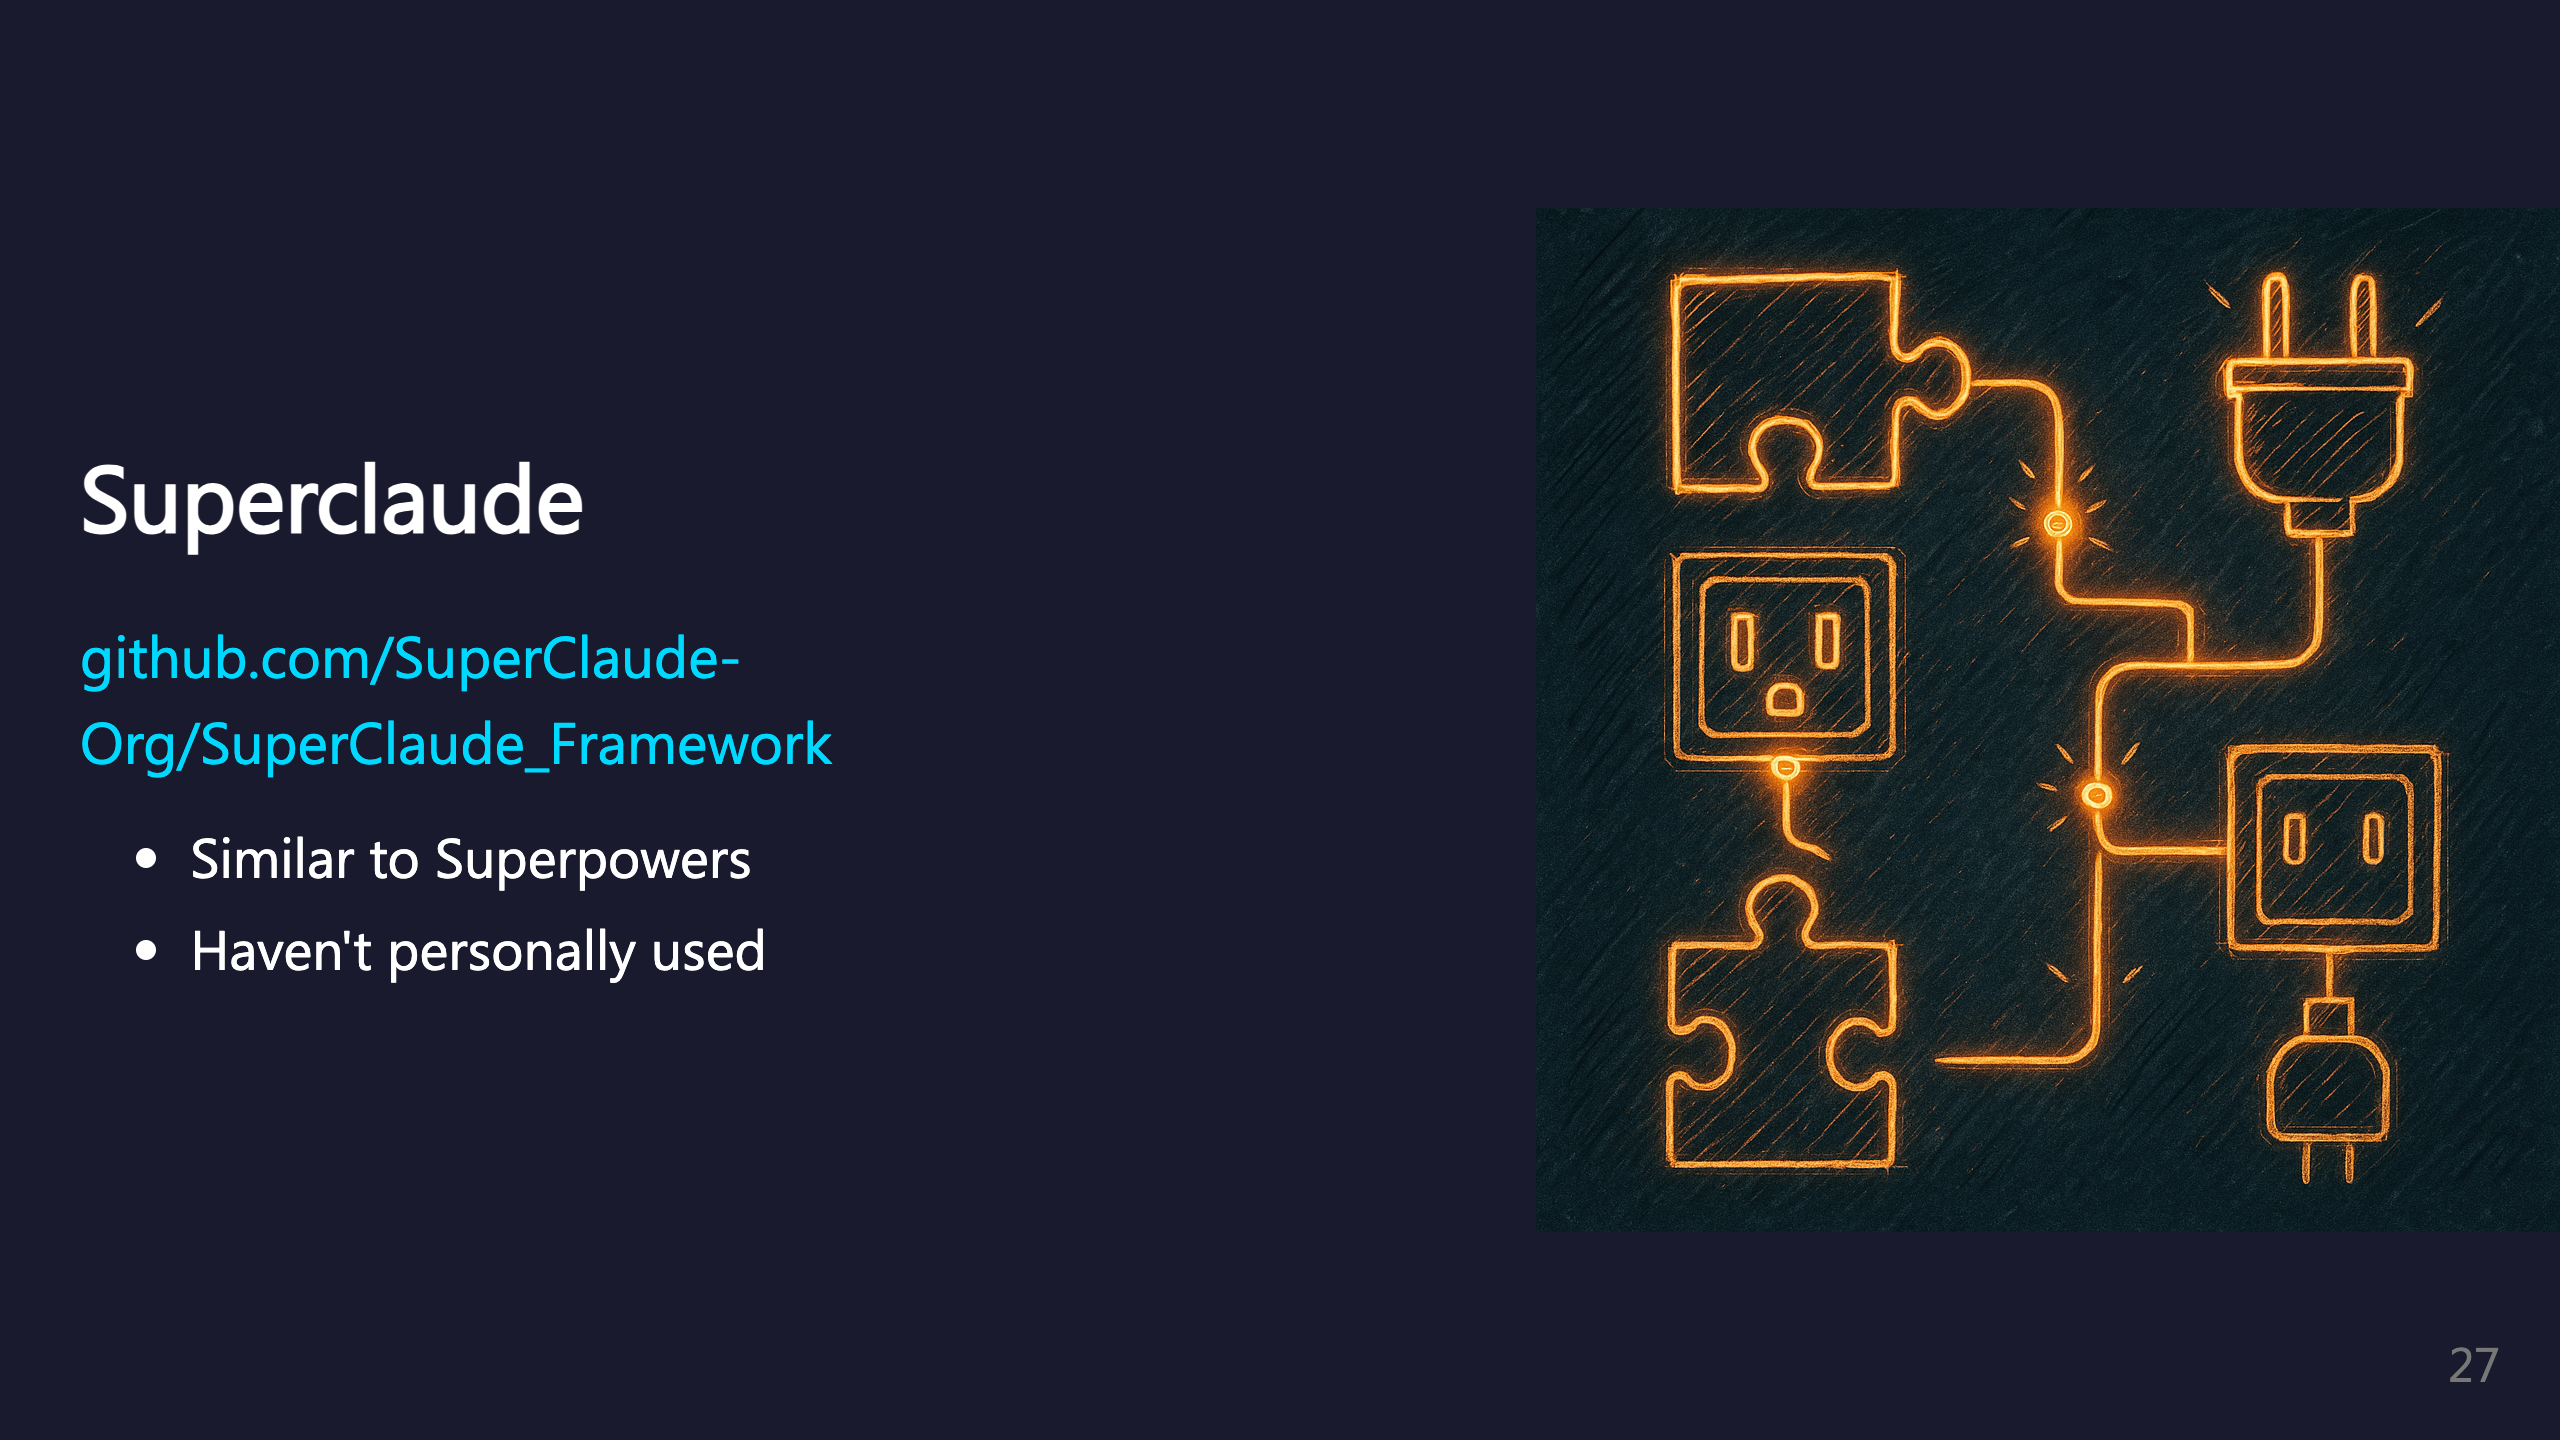 Superclaude
github.com/SuperClaude-
Org/SuperClaude_Framework
• Similar to Superpowers
• Haven't personally used
27